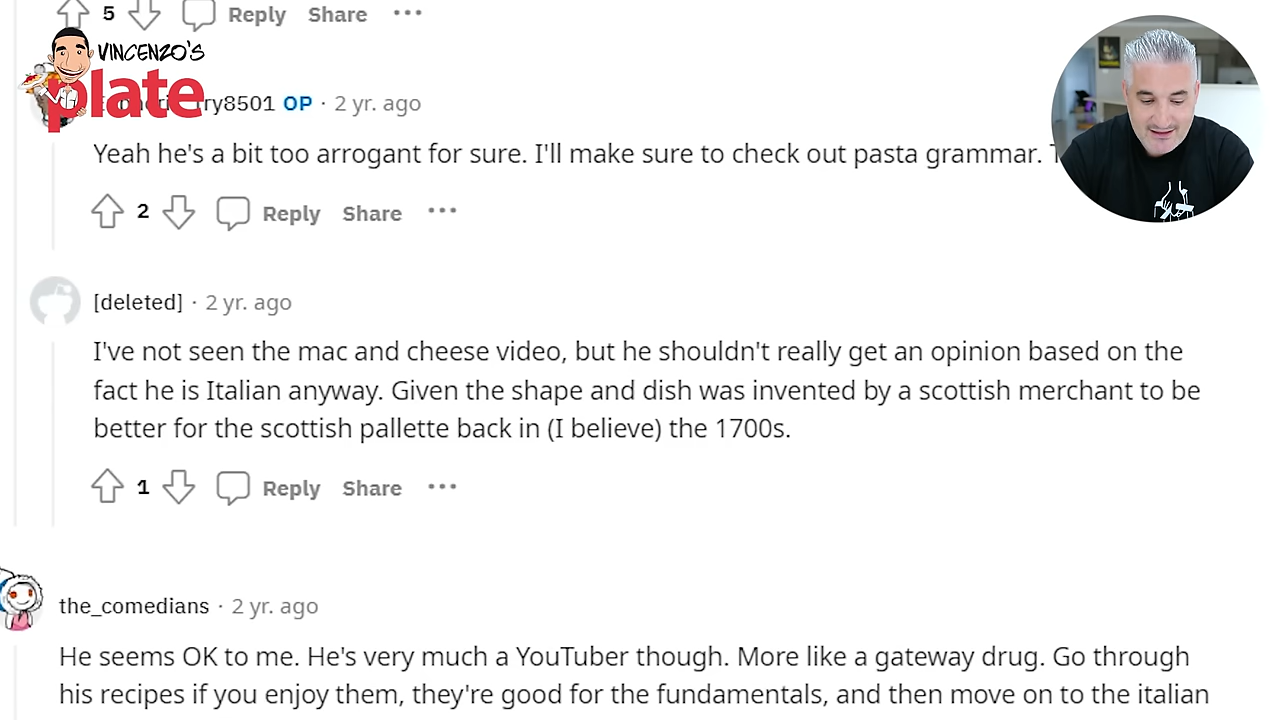 5 Reply Share
VINCENZO'S
plate
ry8501 OP · 2 yr. ago
Yeah he's a bit too arrogant for sure. I'll make sure to check out pasta grammar.
2 Reply Share
[deleted] · 2 yr. ago
I've not seen the mac and cheese video, but he shouldn't really get an opinion based on the
fact he is Italian anyway. Given the shape and dish was invented by a scottish merchant to be
better for the scottish pallette back in (I believe) the 1700s.
1 Reply Share
the_comedians · 2 yr. ago
He seems OK to me. He's very much a YouTuber though. More like a gateway drug. Go through
his recipes if you enjoy them, they're good for the fundamentals, and then move on to the italian